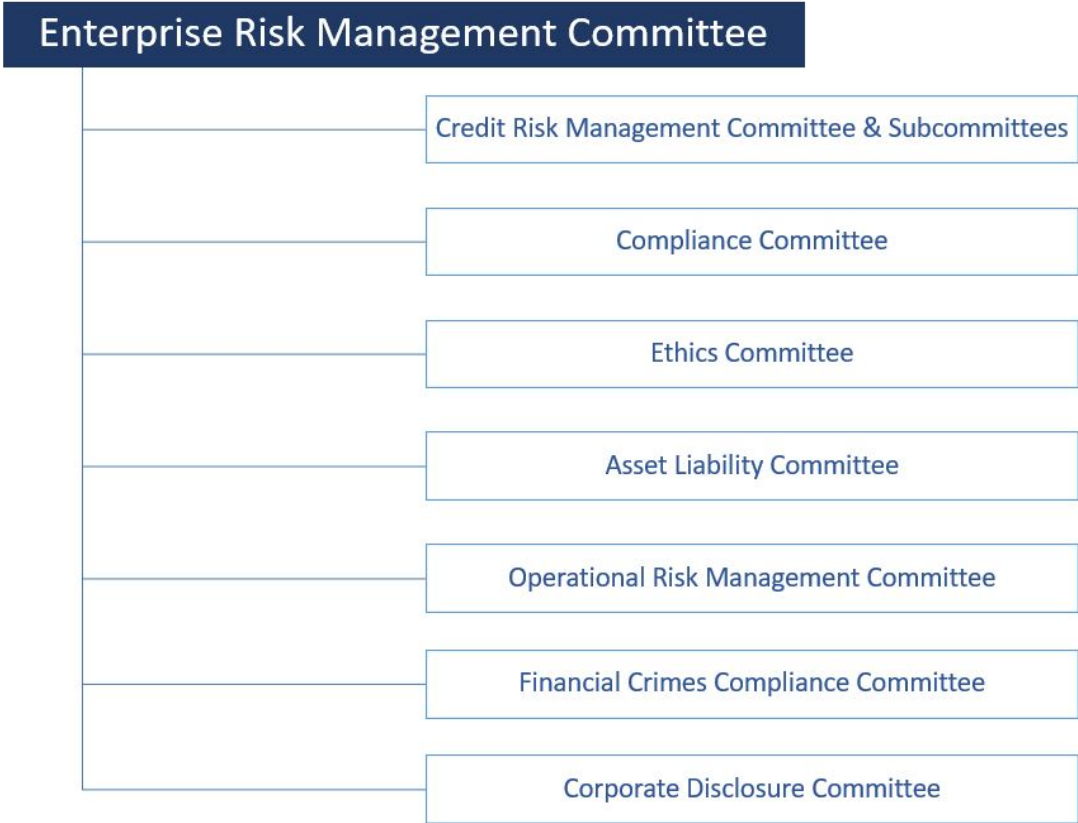 Enterprise Risk Management Committee
Credit Risk Management Committee & Subcommittees
Compliance Committee
Ethics Committee
Asset Liability Committee
Operational Risk Management Committee
Financial Crimes Compliance Committee
Corporate Disclosure Committee